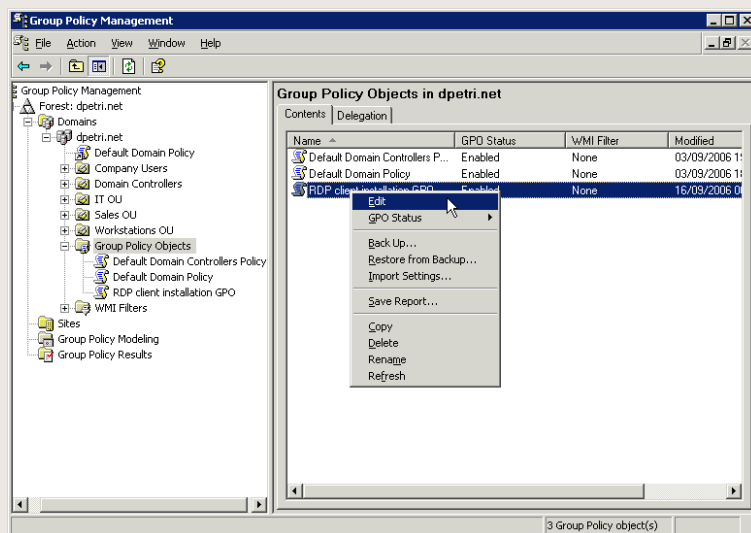 Group Policy Management
File Action View Window Help
Group Policy Management
Forest: dpetri.net
Domains
dpetri.net
Default Domain Policy
Company Users
Domain Controllers
IT OU
Sales OU
Workstations OU
Group Policy Objects
Default Domain Controllers Policy
Default Domain Policy
RDP client installation GPO
WMI Filters
Sites
Group Policy Modeling
Group Policy Results
Group Policy Objects in dpetri.net
Contents Delegation
Name GPO Status WMI Filter Modified
Default Domain Controllers P... Enabled None 03/09/2006
Default Domain Policy Enabled None 03/09/2006
RDP client installation GPO Enabled None 16/09/2006
Edit
GPO Status
Back Up...
Restore from Backup...
Import Settings...
Save Report...
Copy
Delete
Rename
Refresh
3 Group Policy object(s)